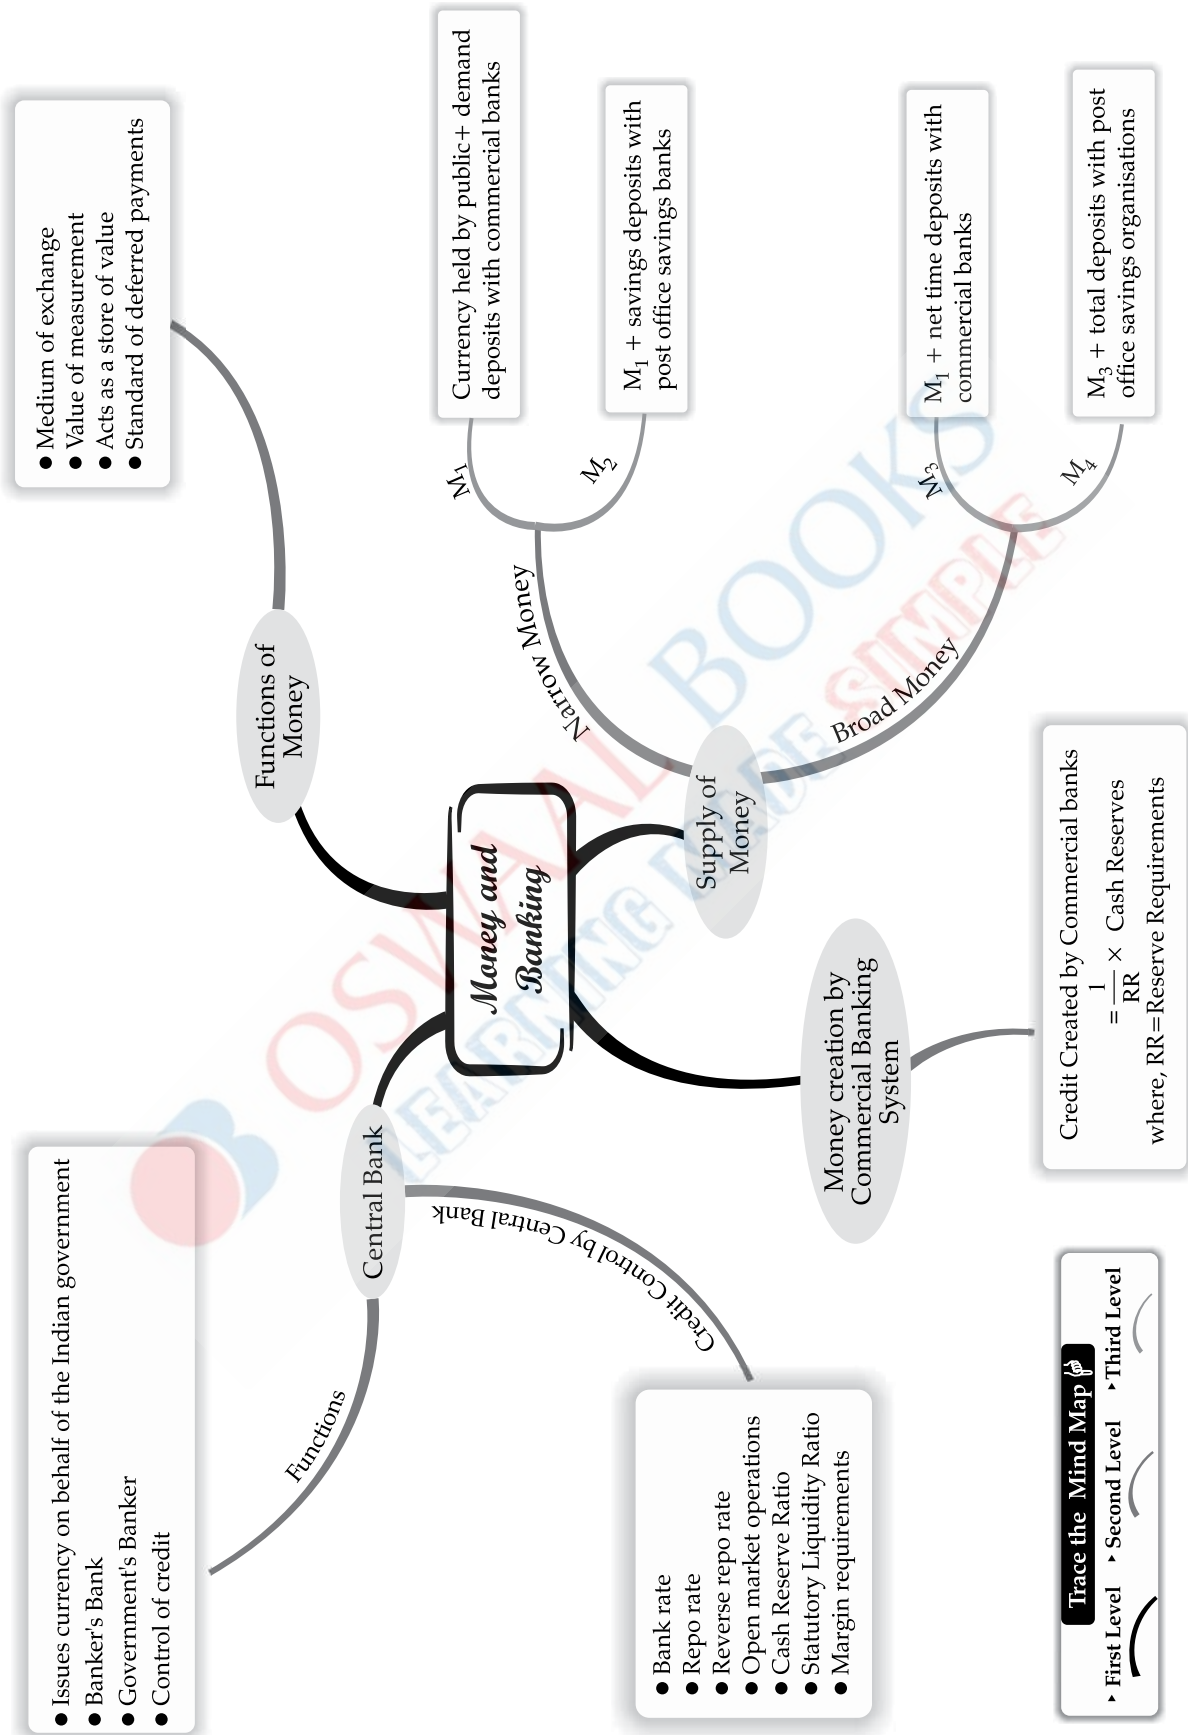 Money and
Banking
Functions of
Money
● Medium of exchange
● Value of measurement
● Acts as a store of value
● Standard of deferred payments
Supply of
Money
Narrow Money
M1
Currency held by public+ demand
deposits with commercial banks
M2
M1 + savings deposits with
post office savings banks
Broad Money
M3
M1 + net time deposits with
commercial banks
M4
M3 + total deposits with post
office savings organisations
Money creation by
Commercial Banking
System
Credit Created by Commercial banks
= 1/RR × Cash Reserves
where, RR=Reserve Requirements
Central Bank
Functions
● Issues currency on behalf of the Indian government
● Banker's Bank
● Government's Banker
● Control of credit
Credit Control by Central Bank
● Bank rate
● Repo rate
● Reverse repo rate
● Open market operations
● Cash Reserve Ratio
● Statutory Liquidity Ratio
● Margin requirements
Trace the Mind Map
First Level
Second Level
Third Level
OSWAAL BOOKS
LEARNING MADE SIMPLE